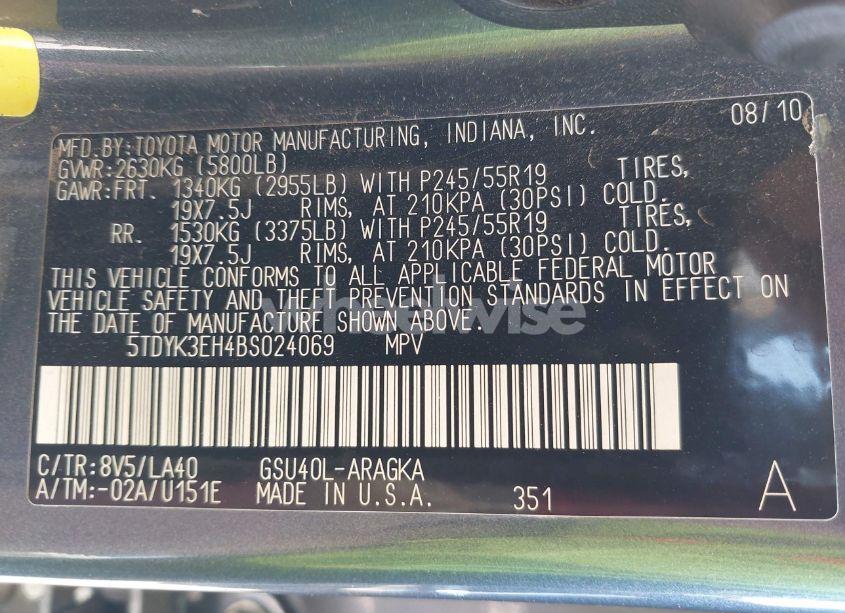 MFD.BY:TOYOTA MOTOR MANUFACTURING, INDIANA, INC. 08/10
GVWR:2630KG (5800LB)
GAWR:FRT. 1340KG (2955LB) WITH P245/55R19 TIRES,
19X7.5J RIMS, AT 210KPA (30PSI) COLD.
RR. 1530KG (3375LB) WITH P245/55R19 TIRES,
19X7.5J RIMS, AT 210KPA (30PSI) COLD.
THIS VEHICLE CONFORMS TO ALL APPLICABLE FEDERAL MOTOR
VEHICLE SAFETY AND THEFT PREVENTION STANDARDS IN EFFECT ON
THE DATE OF MANUFACTURE SHOWN ABOVE.
wheelwise
5TDYK3EH4BS024069 MPV
C/TR:8V5/LA40 GSU40L-ARAGKA
A/TM:-02A/U151E MADE IN U.S.A. 351 A